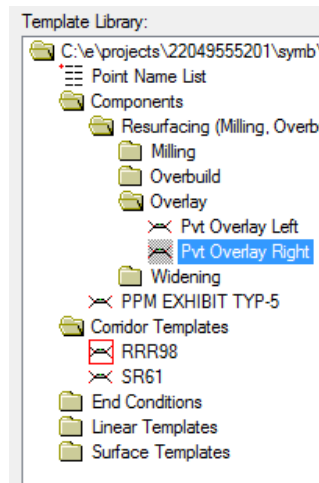 Template Library:
C:\e\projects\22049555201\symb\
Point Name List
Components
Resurfacing (Milling, Overb
Milling
Overbuild
Overlay
Pvt Overlay Left
Pvt Overlay Right
Widening
PPM EXHIBIT TYP-5
Corridor Templates
RRR98
SR61
End Conditions
Linear Templates
Surface Templates